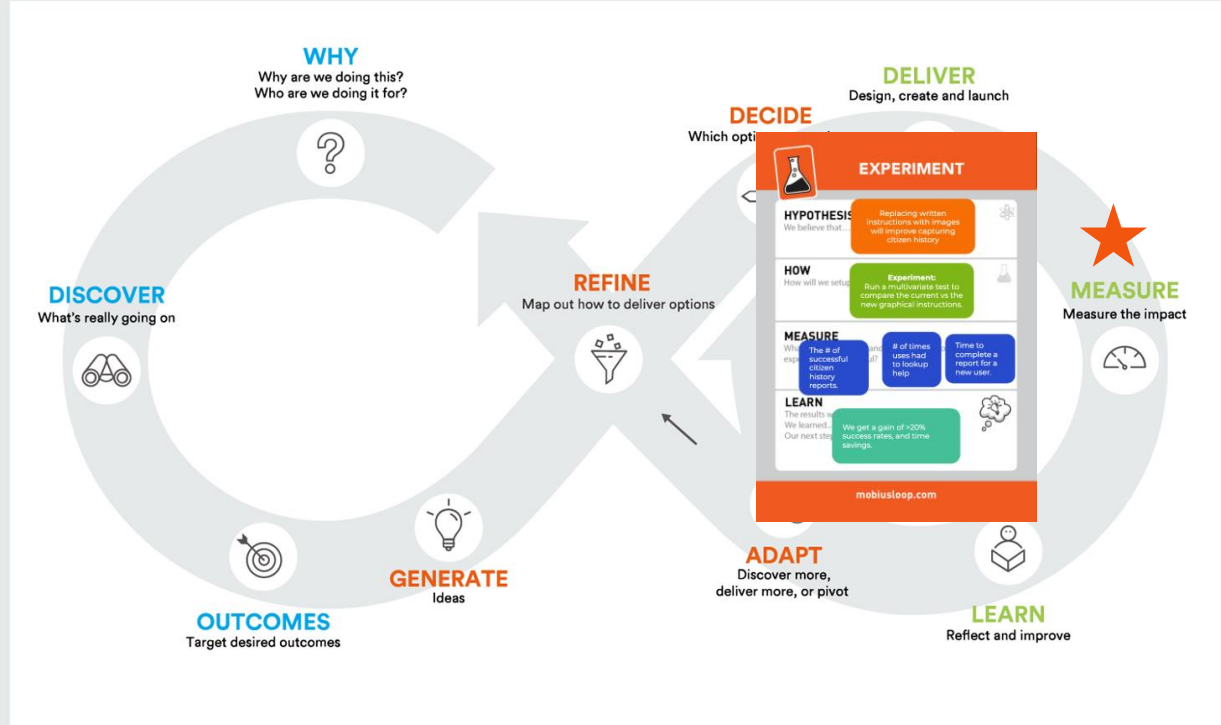 WHY
Why are we doing this?
Who are we doing it for?
DISCOVER
What's really going on
OUTCOMES
Target desired outcomes
GENERATE
Ideas
REFINE
Map out how to deliver options
DECIDE
Which opti
DELIVER
Design, create and launch
MEASURE
Measure the impact
LEARN
Reflect and improve
ADAPT
Discover more,
deliver more, or pivot
EXPERIMENT
HYPOTHESIS
We believe that...
Replacing written
instructions with images
will improve capturing
citizen history
HOW
How will we setup
Experiment:
Run a multivariate test to
compare the current vs the
new graphical instructions.
MEASURE
The # of
successful
citizen
history
reports.
# of times
uses had
to lookup
help
Time to
complete a
report for a
new user.
LEARN
The results
We learned...
Our next
We get a gain of >20%
success rates, and time
savings.
mobiusloop.com